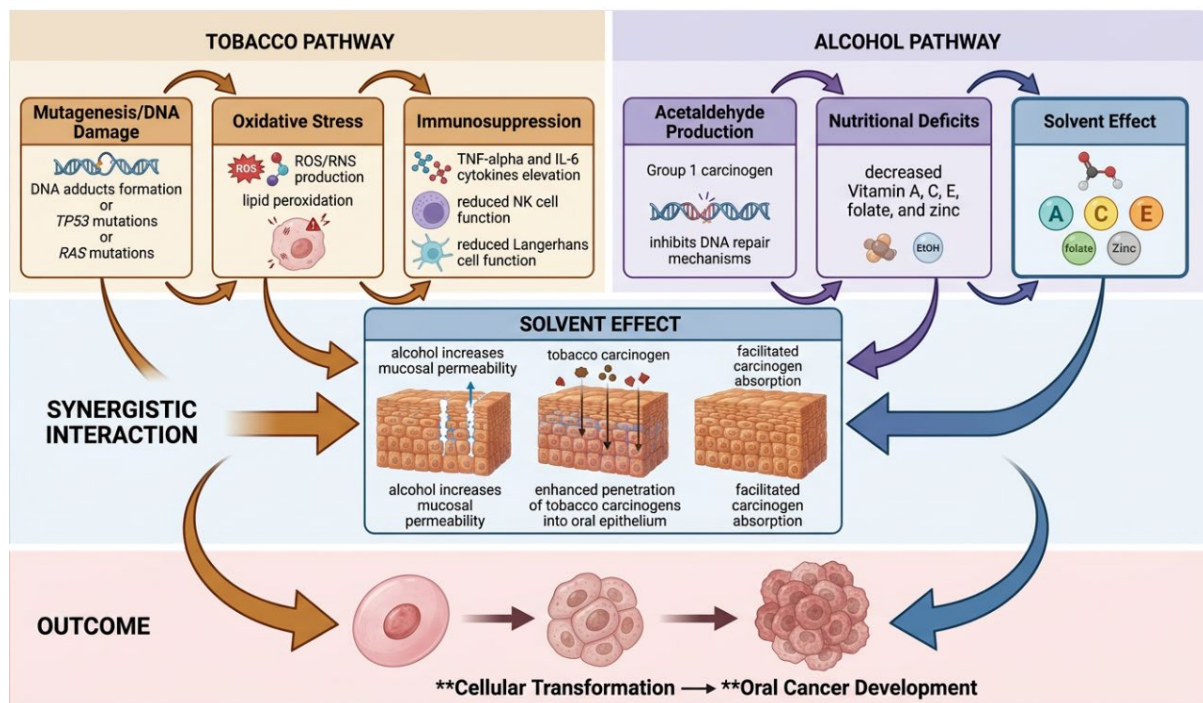 TOBACCO PATHWAY
Mutagenesis/DNA
Damage
DNA adducts formation
or
TP53 mutations
or
RAS mutations
Oxidative Stress
ROS
ROS/RNS
production
lipid peroxidation
Immunosuppression
TNF-alpha and IL-6
cytokines elevation
reduced NK cell
function
reduced Langerhans
cell function
ALCOHOL PATHWAY
Acetaldehyde
Production
Group 1 carcinogen
inhibits DNA repair
mechanisms
Nutritional Deficits
decreased
Vitamin A, C, E,
folate, and zinc
EtOH
Solvent Effect
A C E
folate Zinc
SYNERGISTIC
INTERACTION
SOLVENT EFFECT
alcohol increases
mucosal permeability
tobacco carcinogen
facilitated
carcinogen
absorption
alcohol increases
mucosal
permeability
enhanced penetration
of tobacco carcinogens
into oral epithelium
facilitated
carcinogen
absorption
OUTCOME
**Cellular Transformation → **Oral Cancer Development